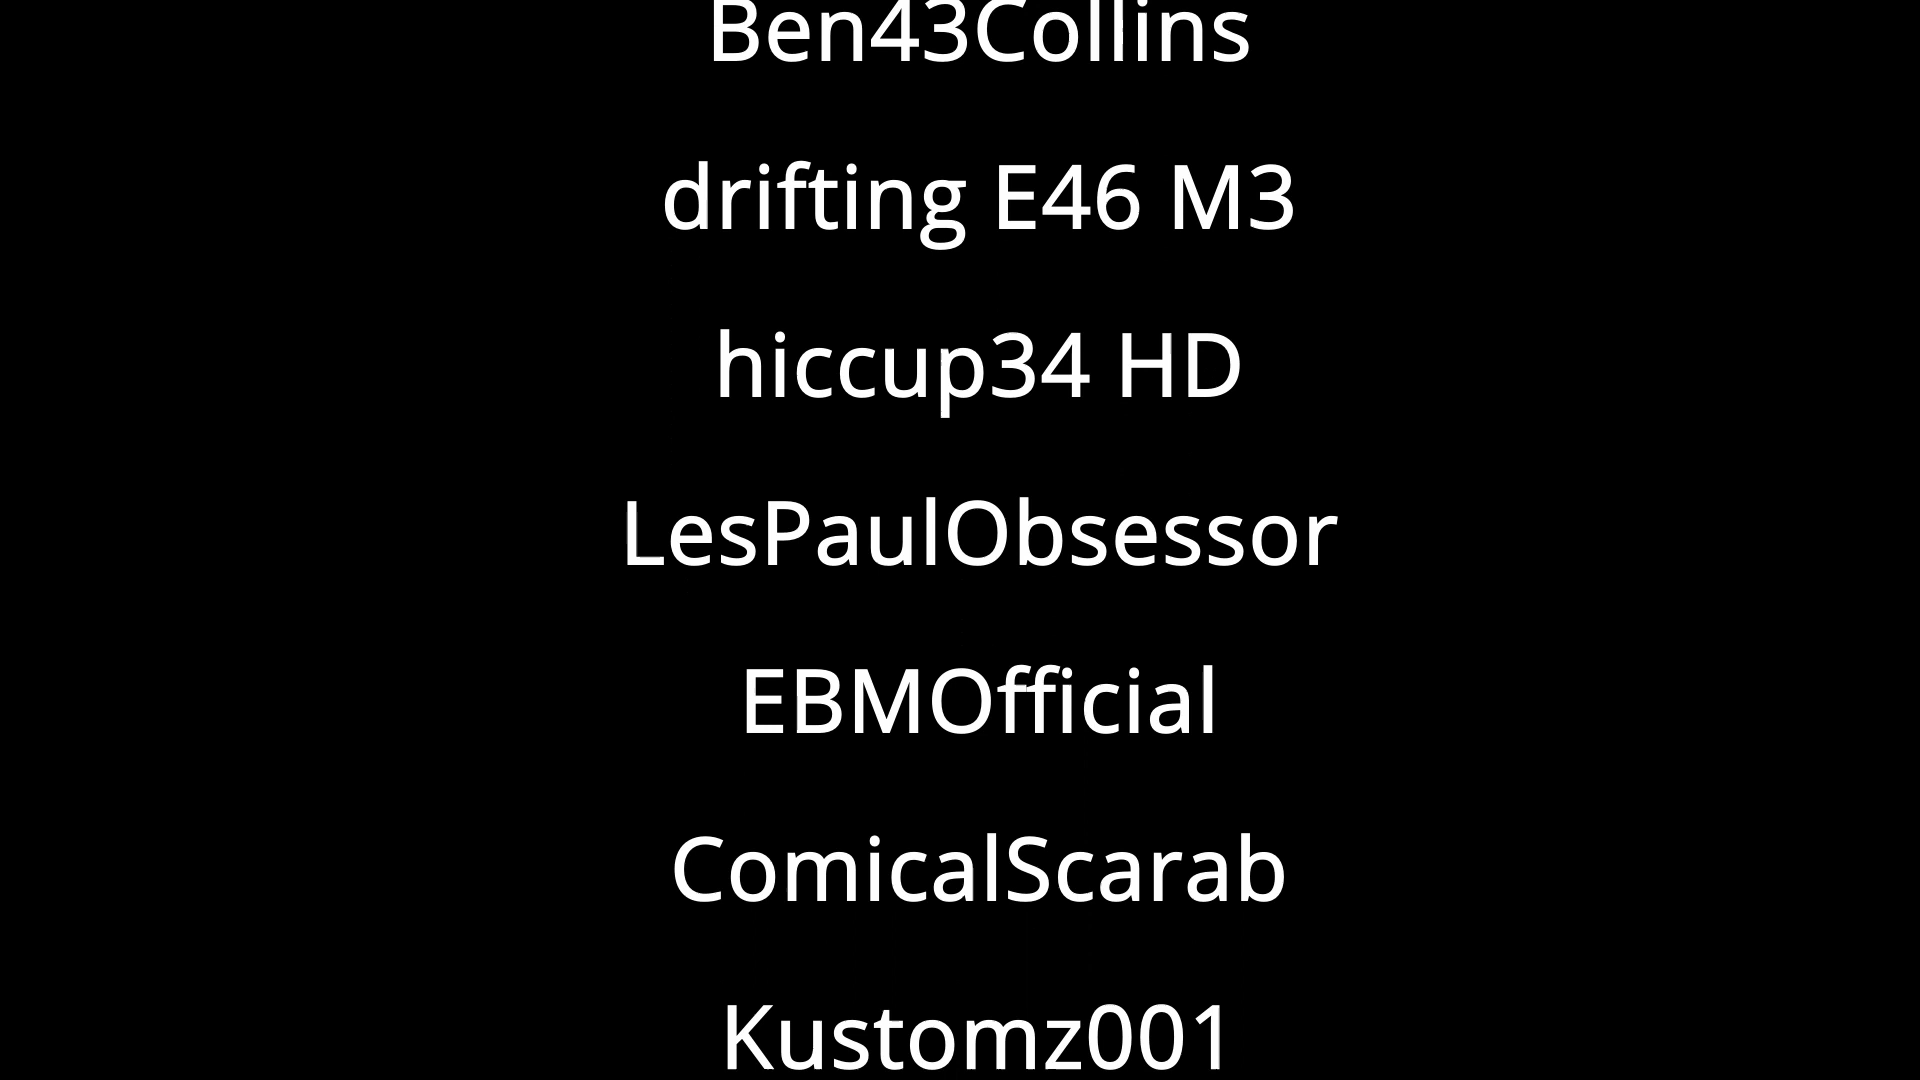 Ben43Collins
drifting E46 M3
hiccup34 HD
LesPaulObsessor
EBMOfficial
ComicalScarab
Kustomz001